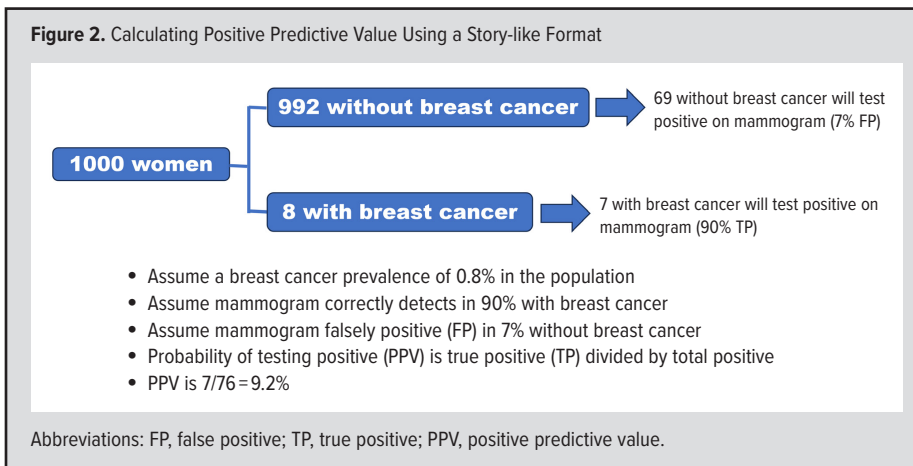 Figure 2. Calculating Positive Predictive Value Using a Story-like Format
992 without breast cancer
69 without breast cancer will test
positive on mammogram (7% FP)
1000 women
8 with breast cancer
7 with breast cancer will test positive on
mammogram (90% TP)
• Assume a breast cancer prevalence of 0.8% in the population
• Assume mammogram correctly detects in 90% with breast cancer
• Assume mammogram falsely positive (FP) in 7% without breast cancer
• Probability of testing positive (PPV) is true positive (TP) divided by total positive
• PPV is 7/76 = 9.2%
Abbreviations: FP, false positive; TP, true positive; PPV, positive predictive value.